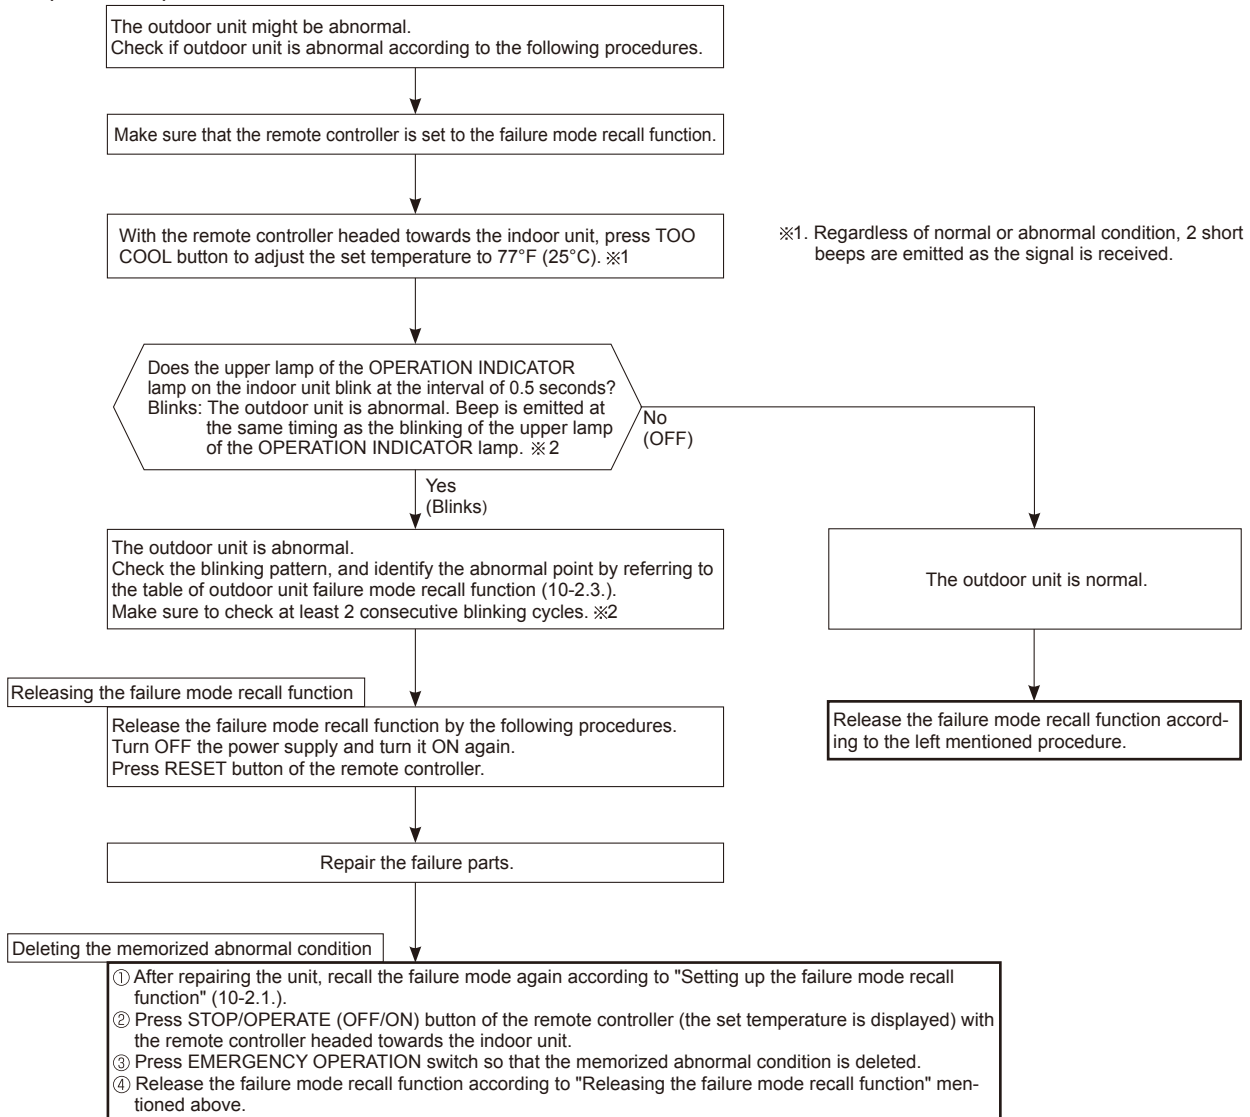 The outdoor unit might be abnormal.
Check if outdoor unit is abnormal according to the following procedures.
Make sure that the remote controller is set to the failure mode recall function.
With the remote controller headed towards the indoor unit, press TOO
COOL button to adjust the set temperature to 77°F (25°C). ※1
※1. Regardless of normal or abnormal condition, 2 short
beeps are emitted as the signal is received.
Does the upper lamp of the OPERATION INDICATOR
lamp on the indoor unit blink at the interval of 0.5 seconds?
Blinks: The outdoor unit is abnormal. Beep is emitted at
the same timing as the blinking of the upper lamp
of the OPERATION INDICATOR lamp. ※2
No
(OFF)
Yes
(Blinks)
The outdoor unit is abnormal.
Check the blinking pattern, and identify the abnormal point by referring to
the table of outdoor unit failure mode recall function (10-2.3.).
Make sure to check at least 2 consecutive blinking cycles. ※2
The outdoor unit is normal.
Releasing the failure mode recall function
Release the failure mode recall function by the following procedures.
Turn OFF the power supply and turn it ON again.
Press RESET button of the remote controller.
Release the failure mode recall function accord-
ing to the left mentioned procedure.
Repair the failure parts.
Deleting the memorized abnormal condition
① After repairing the unit, recall the failure mode again according to "Setting up the failure mode recall
function" (10-2.1.).
② Press STOP/OPERATE (OFF/ON) button of the remote controller (the set temperature is displayed) with
the remote controller headed towards the indoor unit.
③ Press EMERGENCY OPERATION switch so that the memorized abnormal condition is deleted.
④ Release the failure mode recall function according to "Releasing the failure mode recall function" men-
tioned above.